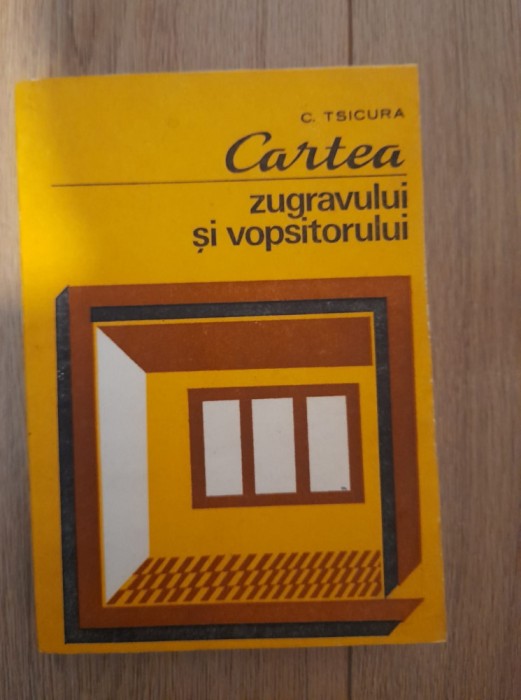 C. TSICURA
Cartea
zugravului
și vopsitorului